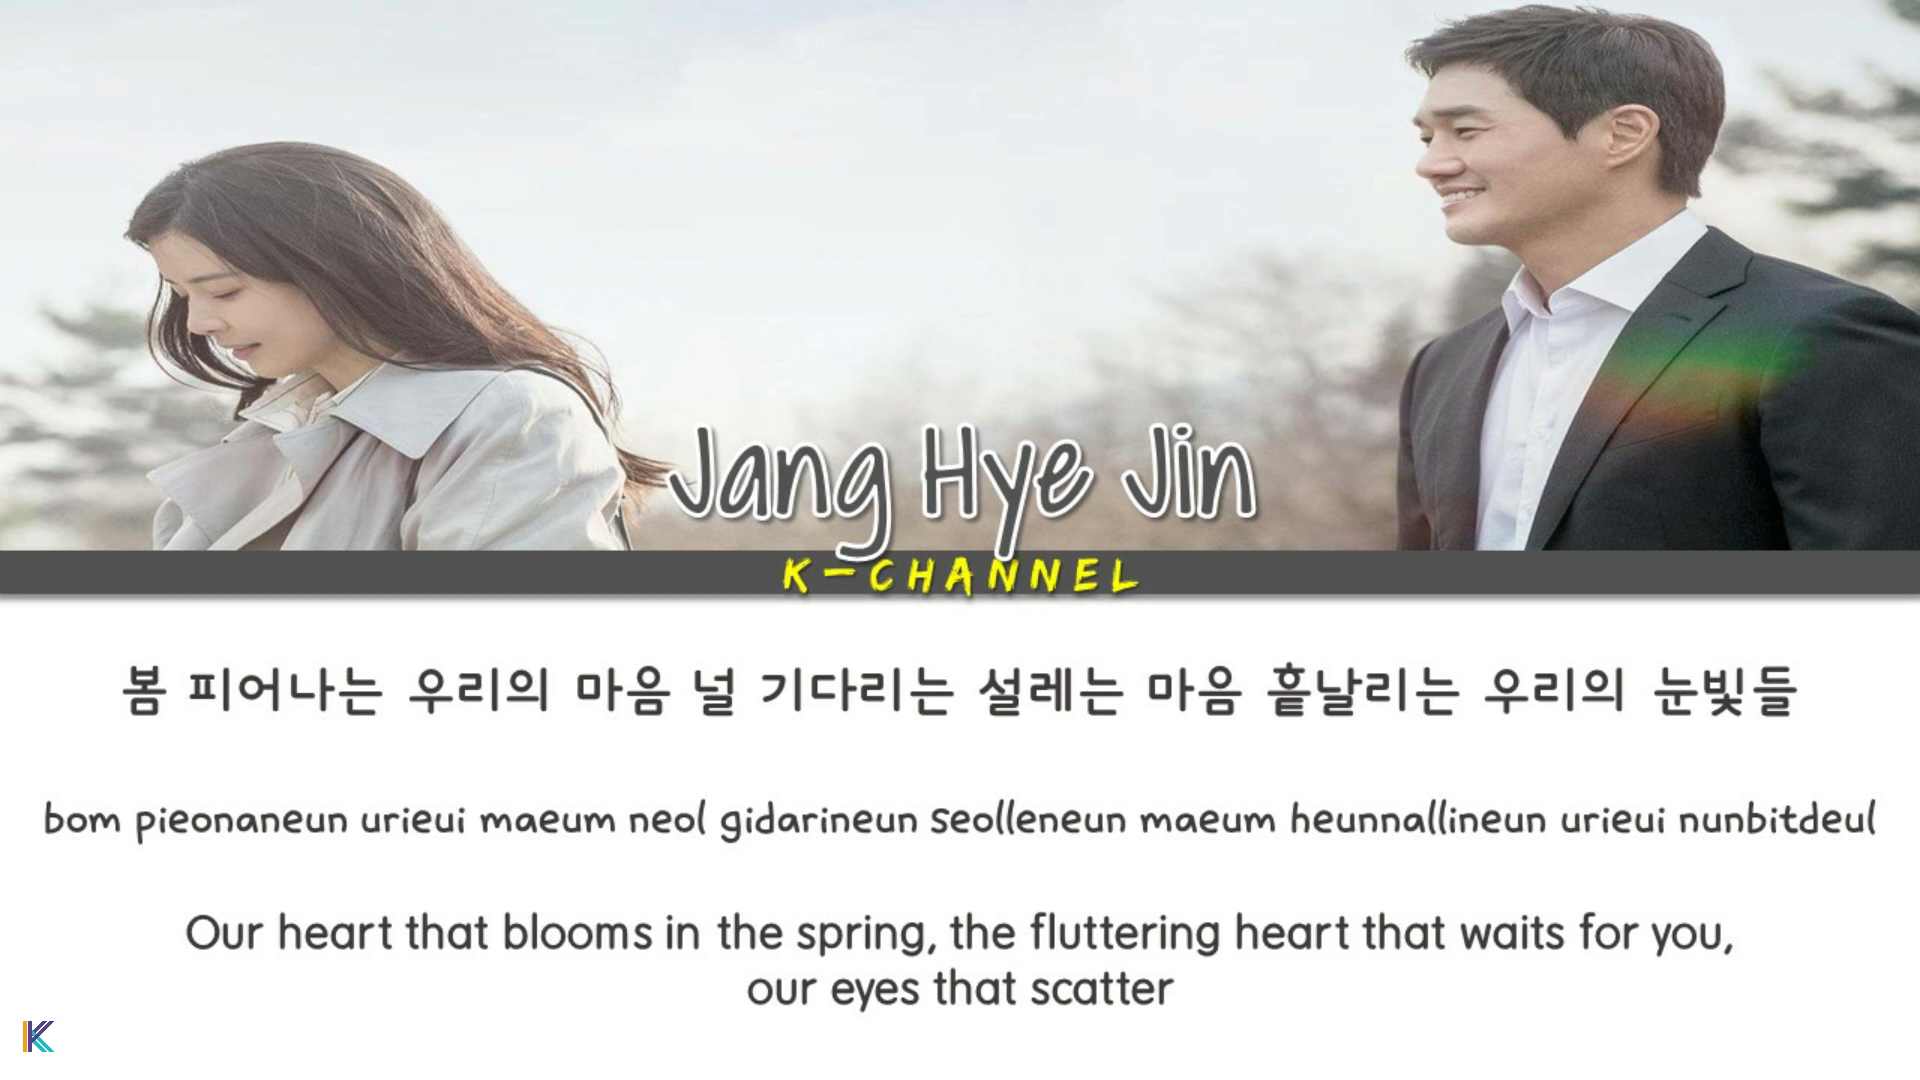 Jang Hye Jin
K-CHANNEL
봄 피어나는 우리의 마음 널 기다리는 설레는 마음 흩날리는 우리의 눈빛들
bom pieonaneun urieui maeum neol gidarineun seolleneun maeum heunnallineun urieui nunbitdeul
Our heart that blooms in the spring, the fluttering heart that waits for you,
our eyes that scatter
K